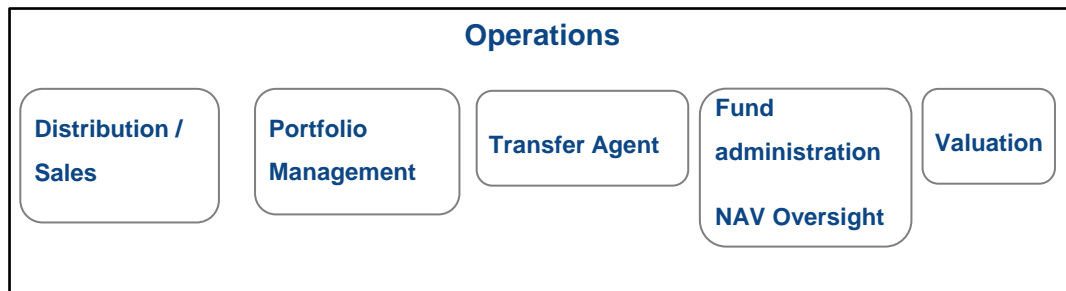 Operations
Distribution /
Sales
Portfolio
Management
Transfer Agent
Fund
administration
NAV Oversight
Valuation